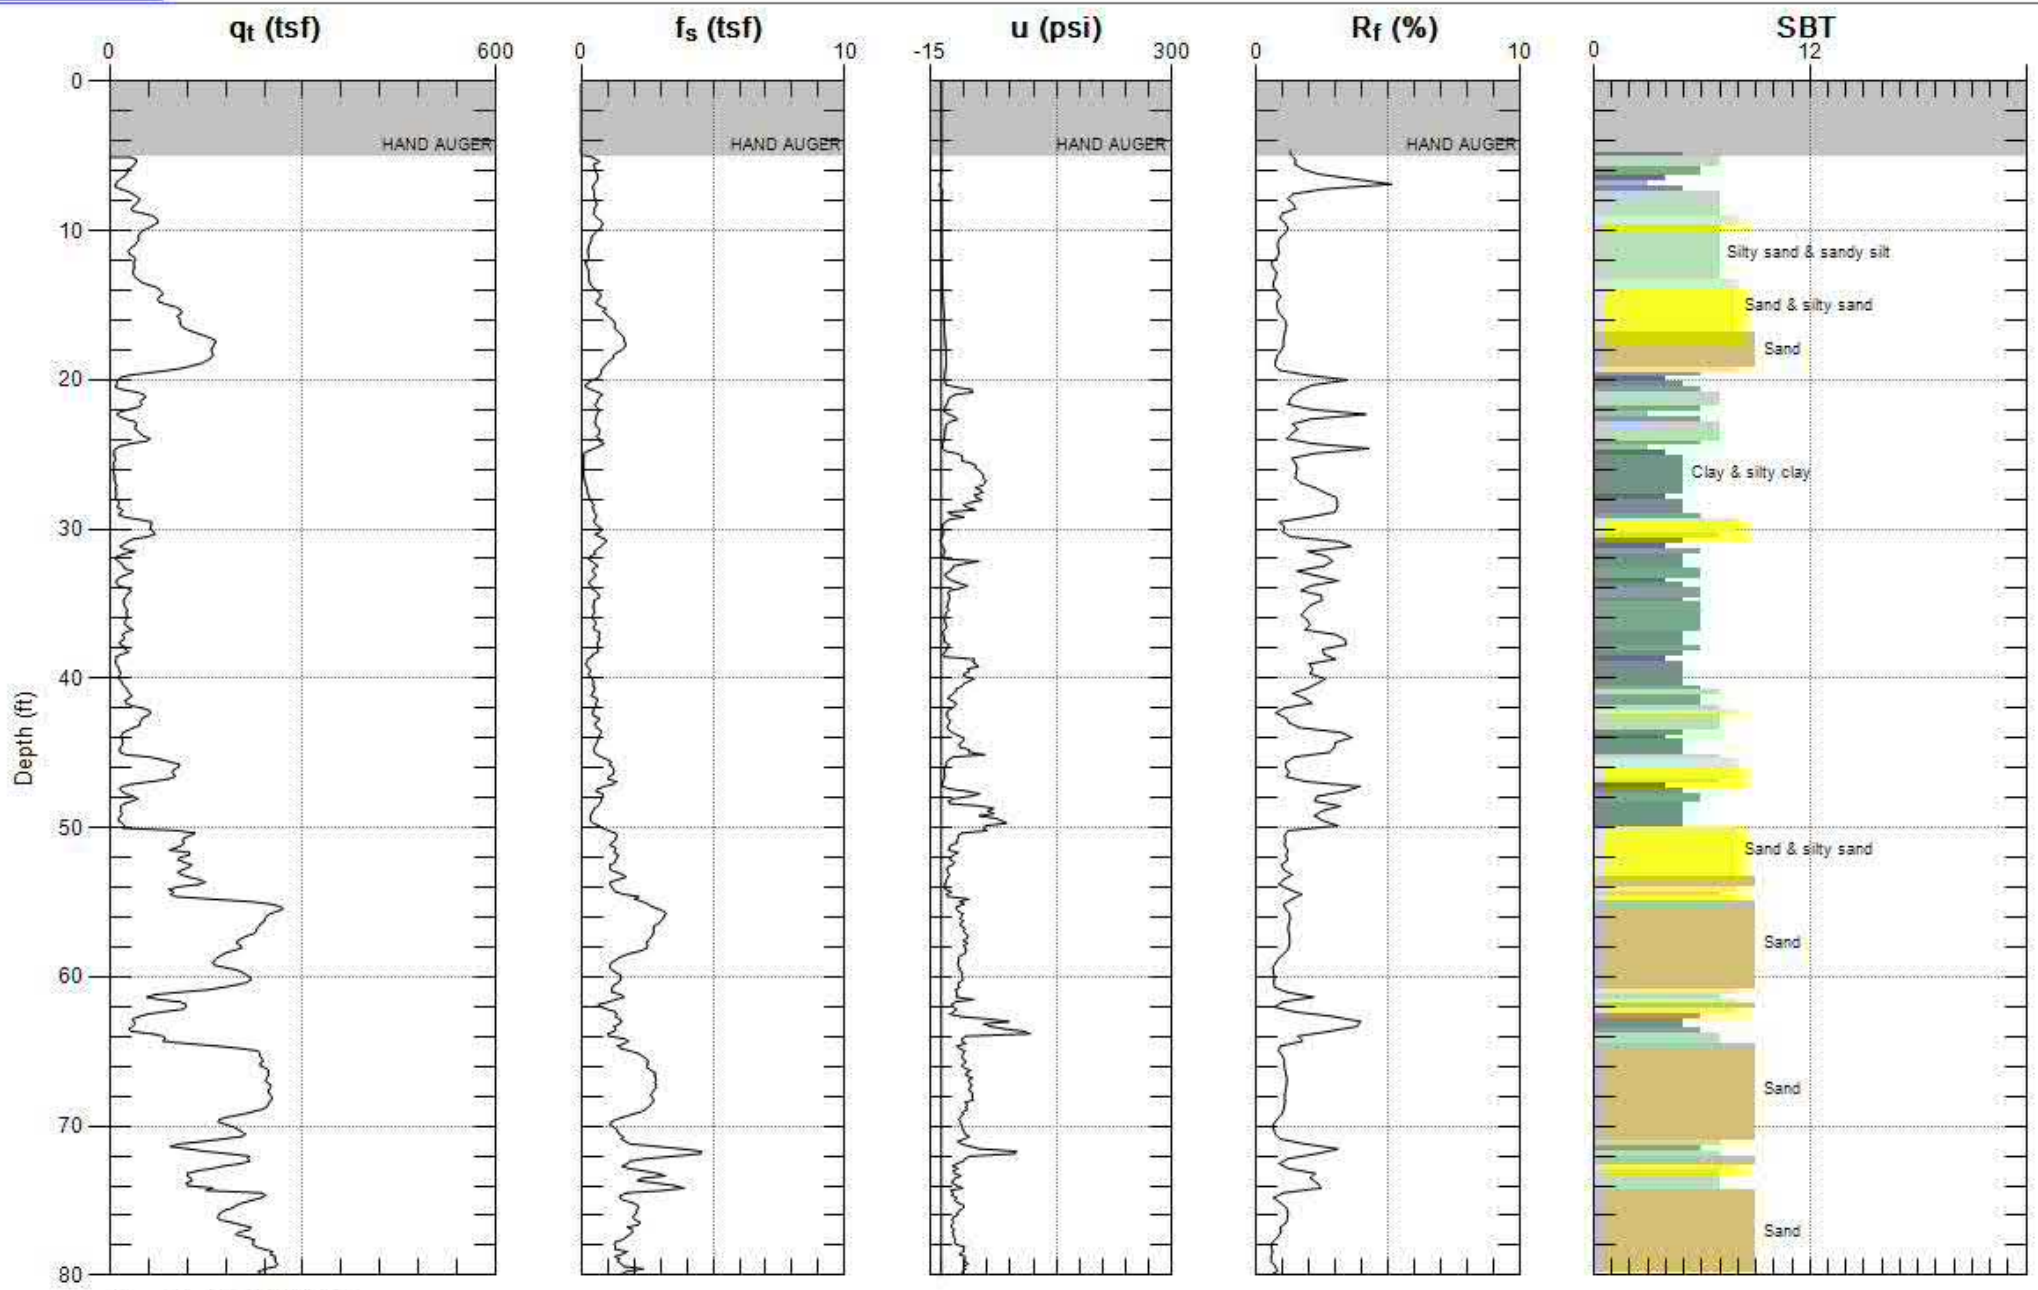 qt (tsf) fs (tsf) u (psi) Rf (%) SBT
0 600 0 10 -15 300 0 10 0 12
0
HAND AUGER HAND AUGER HAND AUGER HAND AUGER
10
Silty sand & sandy silt
Sand & silty sand
Sand
20
Clay & silty clay
30
40
Depth (ft)
50
Sand & silty sand
Sand
60
Sand
70
Sand
80